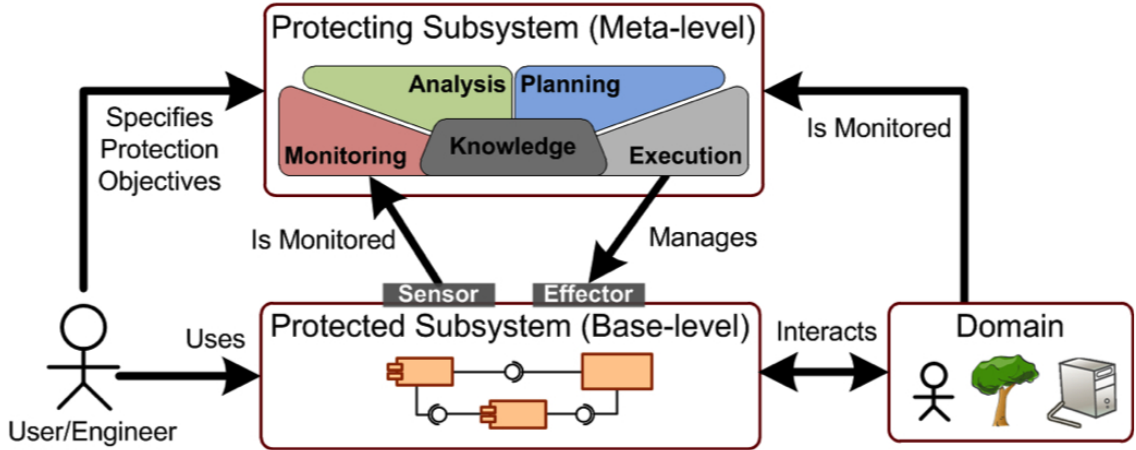 Protecting Subsystem (Meta-level)
Analysis
Planning
Monitoring
Knowledge
Execution
Specifies
Protection
Objectives
Is Monitored
Is Monitored
Manages
Sensor
Effector
Protected Subsystem (Base-level)
Uses
Interacts
Domain
User/Engineer